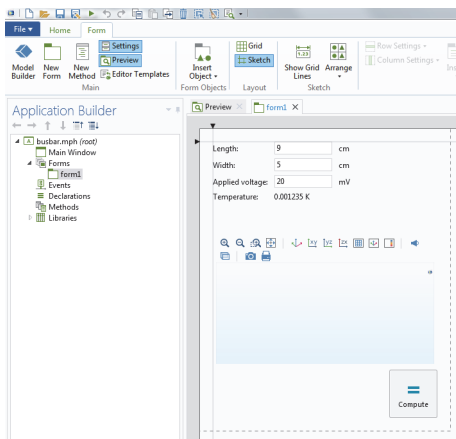 File
Home
Form
Model Builder
New Form
New Method
Settings
Preview
Editor Templates
Main
Insert Object
Form Objects
Grid
Sketch
Layout
Show Grid Lines
Arrange
Sketch
Row Settings
Column Settings
Application Builder
busbar.mph (root)
Main Window
Forms
form1
Events
Declarations
Methods
Libraries
Preview
form1
Length: 9 cm
Width: 5 cm
Applied voltage: 20 mV
Temperature: 0.001235 K
xy yz zx
Compute